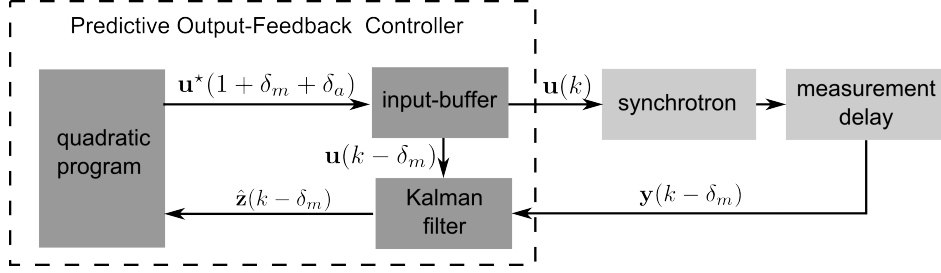 Predictive Output-Feedback Controller
quadratic
program
u⋆(1 + δₘ + δₐ)
input-buffer
u(k)
synchrotron
measurement
delay
u(k − δₘ)
Kalman
filter
ẑ(k − δₘ)
y(k − δₘ)